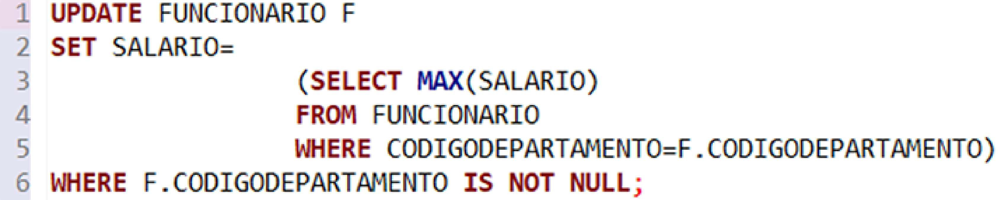 1 UPDATE FUNCIONARIO F
2 SET SALARIO=
3 (SELECT MAX(SALARIO)
4 FROM FUNCIONARIO
5 WHERE CODIGODEPARTAMENTO=F.CODIGODEPARTAMENTO)
6 WHERE F.CODIGODEPARTAMENTO IS NOT NULL;